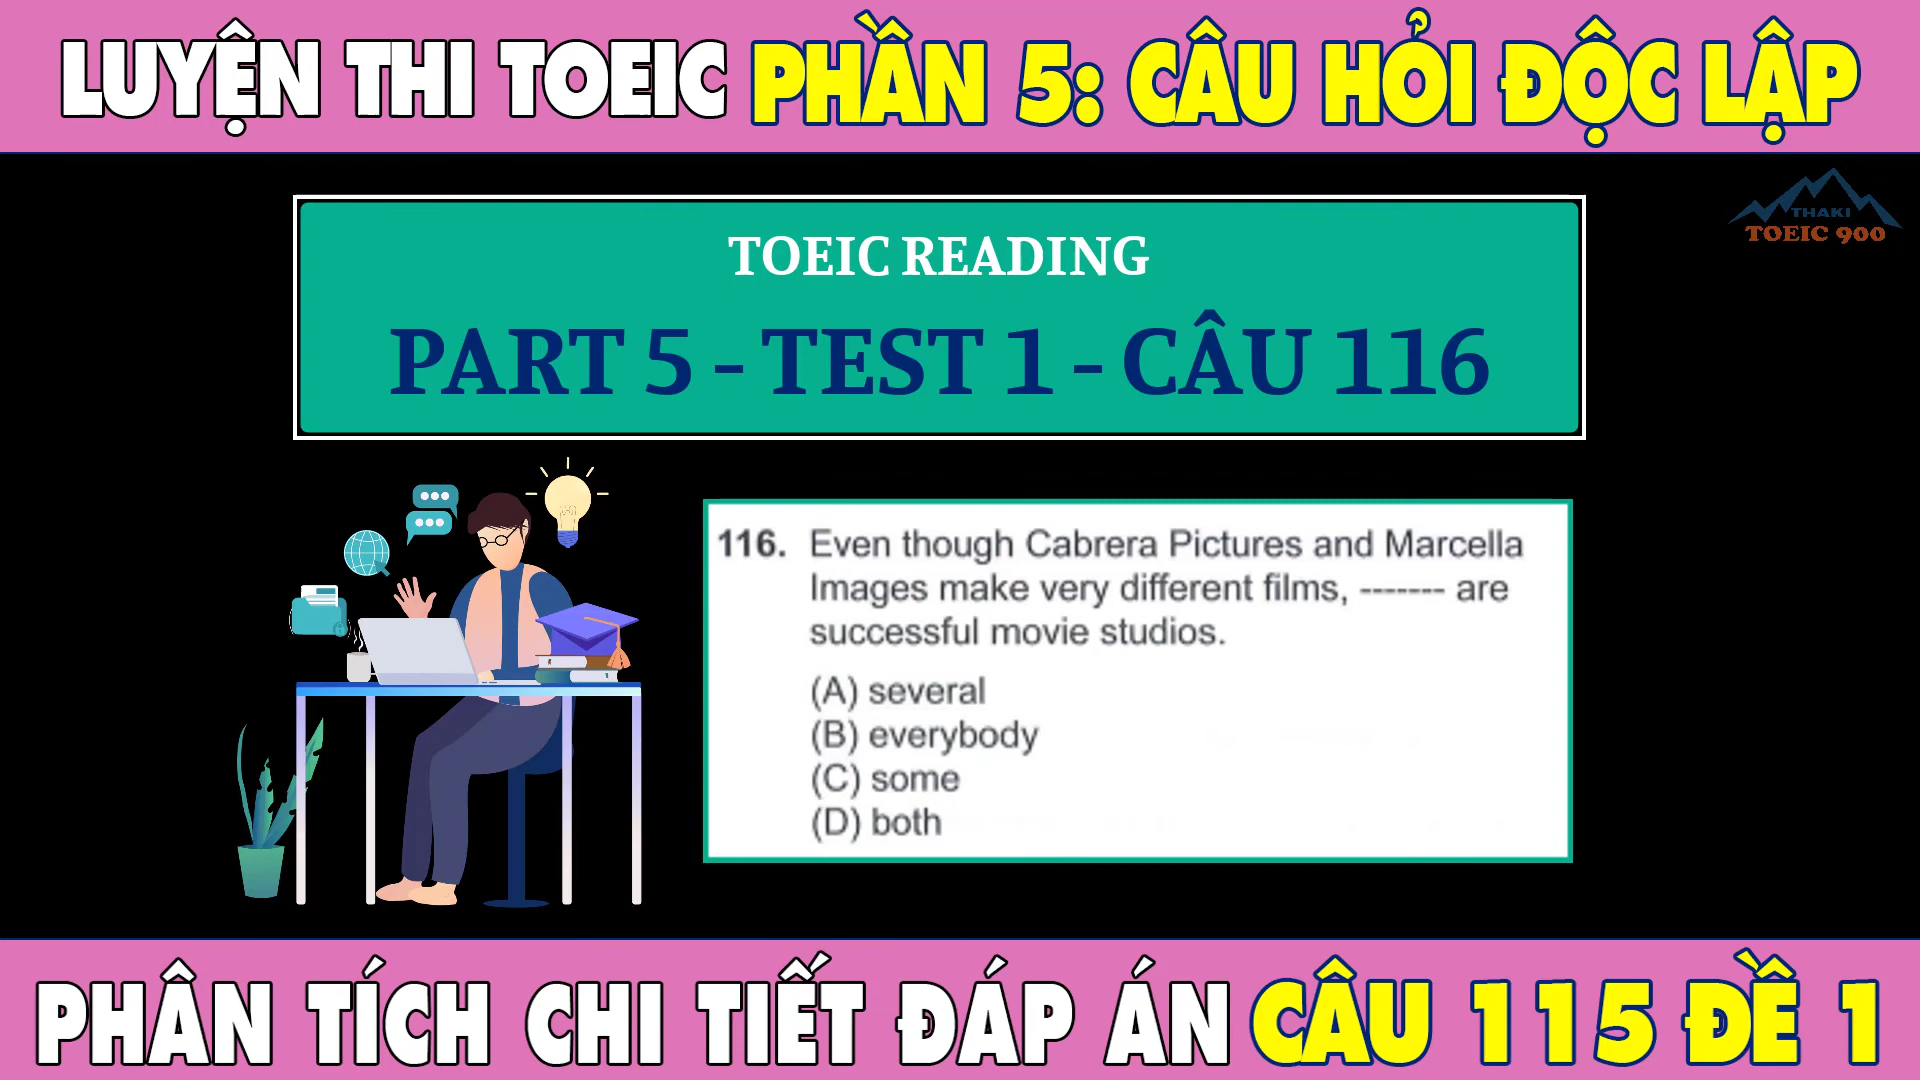 LUYỆN THI TOEIC PHẦN 5: CÂU HỎI ĐỘC LẬP
THAKI
TOEIC 900
TOEIC READING
PART 5 - TEST 1 - CÂU 116
116. Even though Cabrera Pictures and Marcella
Images make very different films, ------- are
successful movie studios.
(A) several
(B) everybody
(C) some
(D) both
PHÂN TÍCH CHI TIẾT ĐÁP ÁN CÂU 115 ĐỀ 1